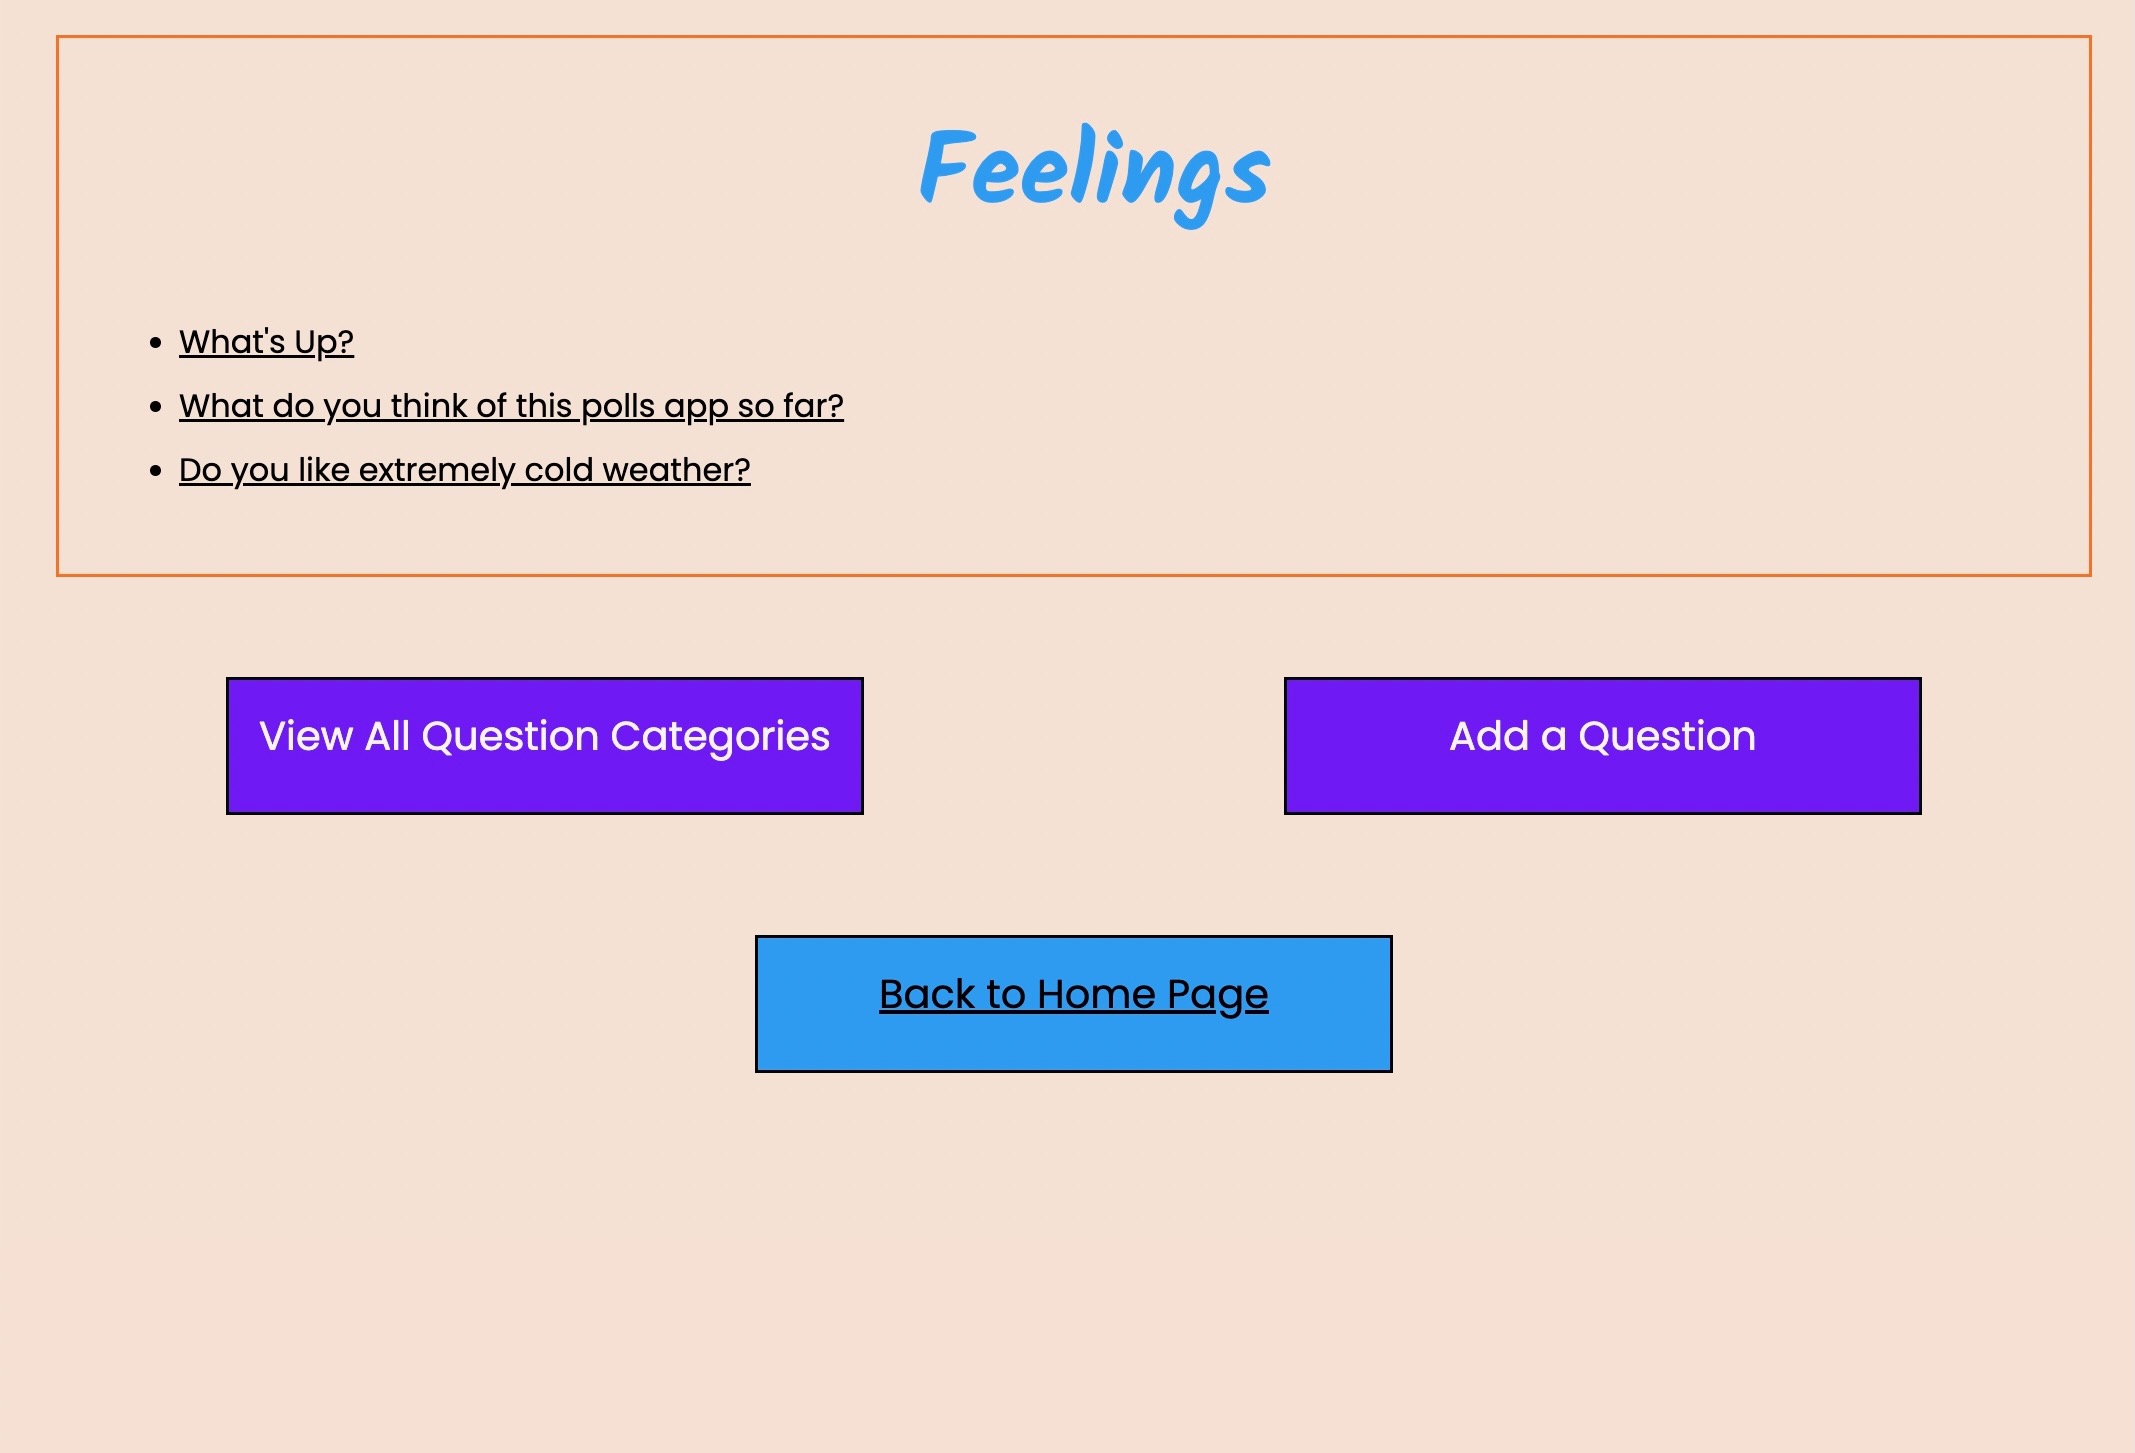 Feelings
What's Up?
What do you think of this polls app so far?
Do you like extremely cold weather?
View All Question Categories
Add a Question
Back to Home Page